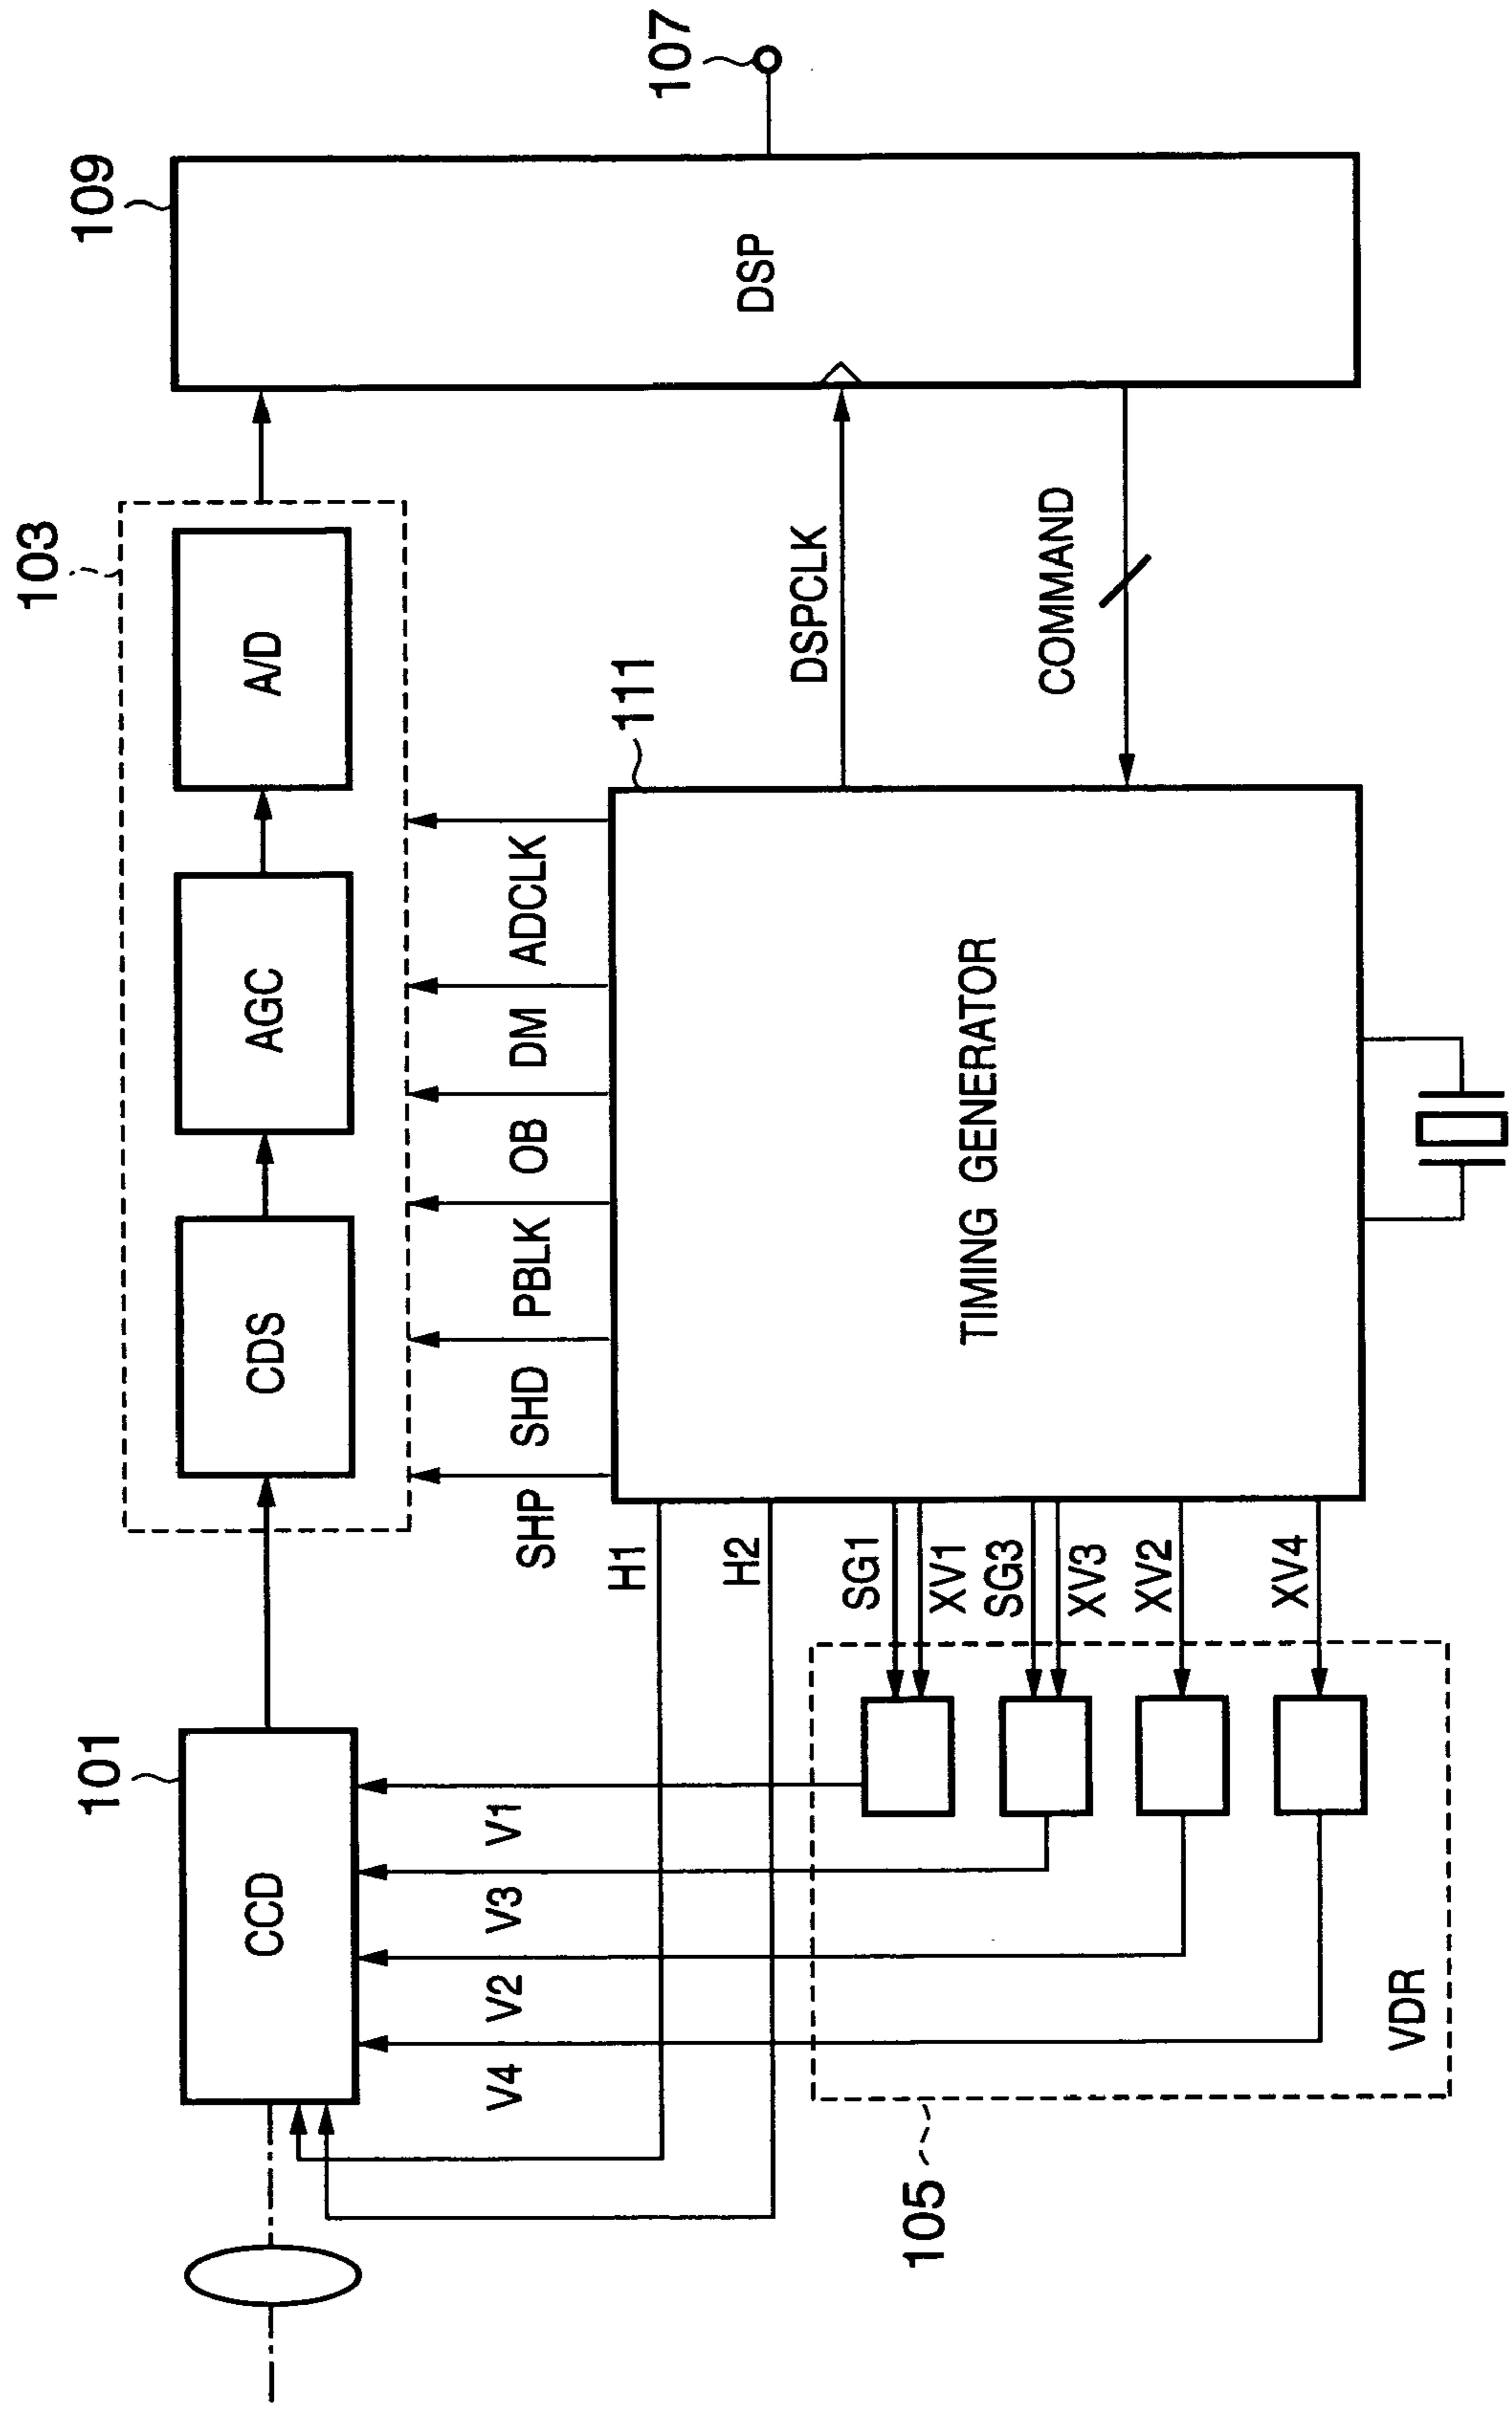 101
103
109
107
CCD
CDS
AGC
A/D
DSP
V4
V2
V3
V1
SHP
SHD
PBLK
OB
DM
ADCLK
111
H1
H2
DSPCLK
SG1
XV1
SG3
XV3
XV2
XV4
TIMING GENERATOR
COMMAND
105
VDR